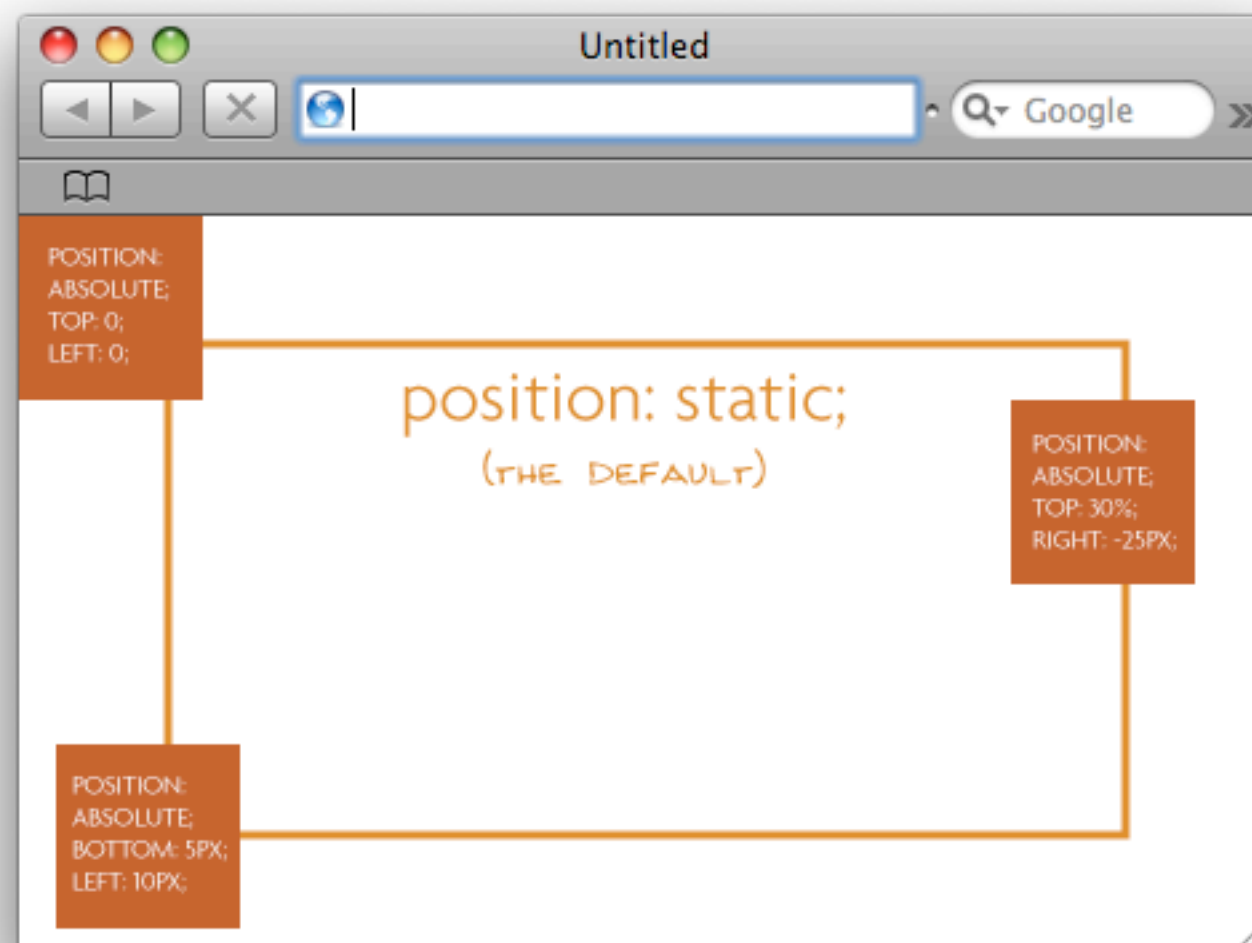 Untitled
Google
POSITION:
ABSOLUTE;
TOP: 0;
LEFT: 0;
position: static;
(THE DEFAULT)
POSITION:
ABSOLUTE;
TOP: 30%;
RIGHT: -25PX;
POSITION:
ABSOLUTE;
BOTTOM: 5PX;
LEFT: 10PX;